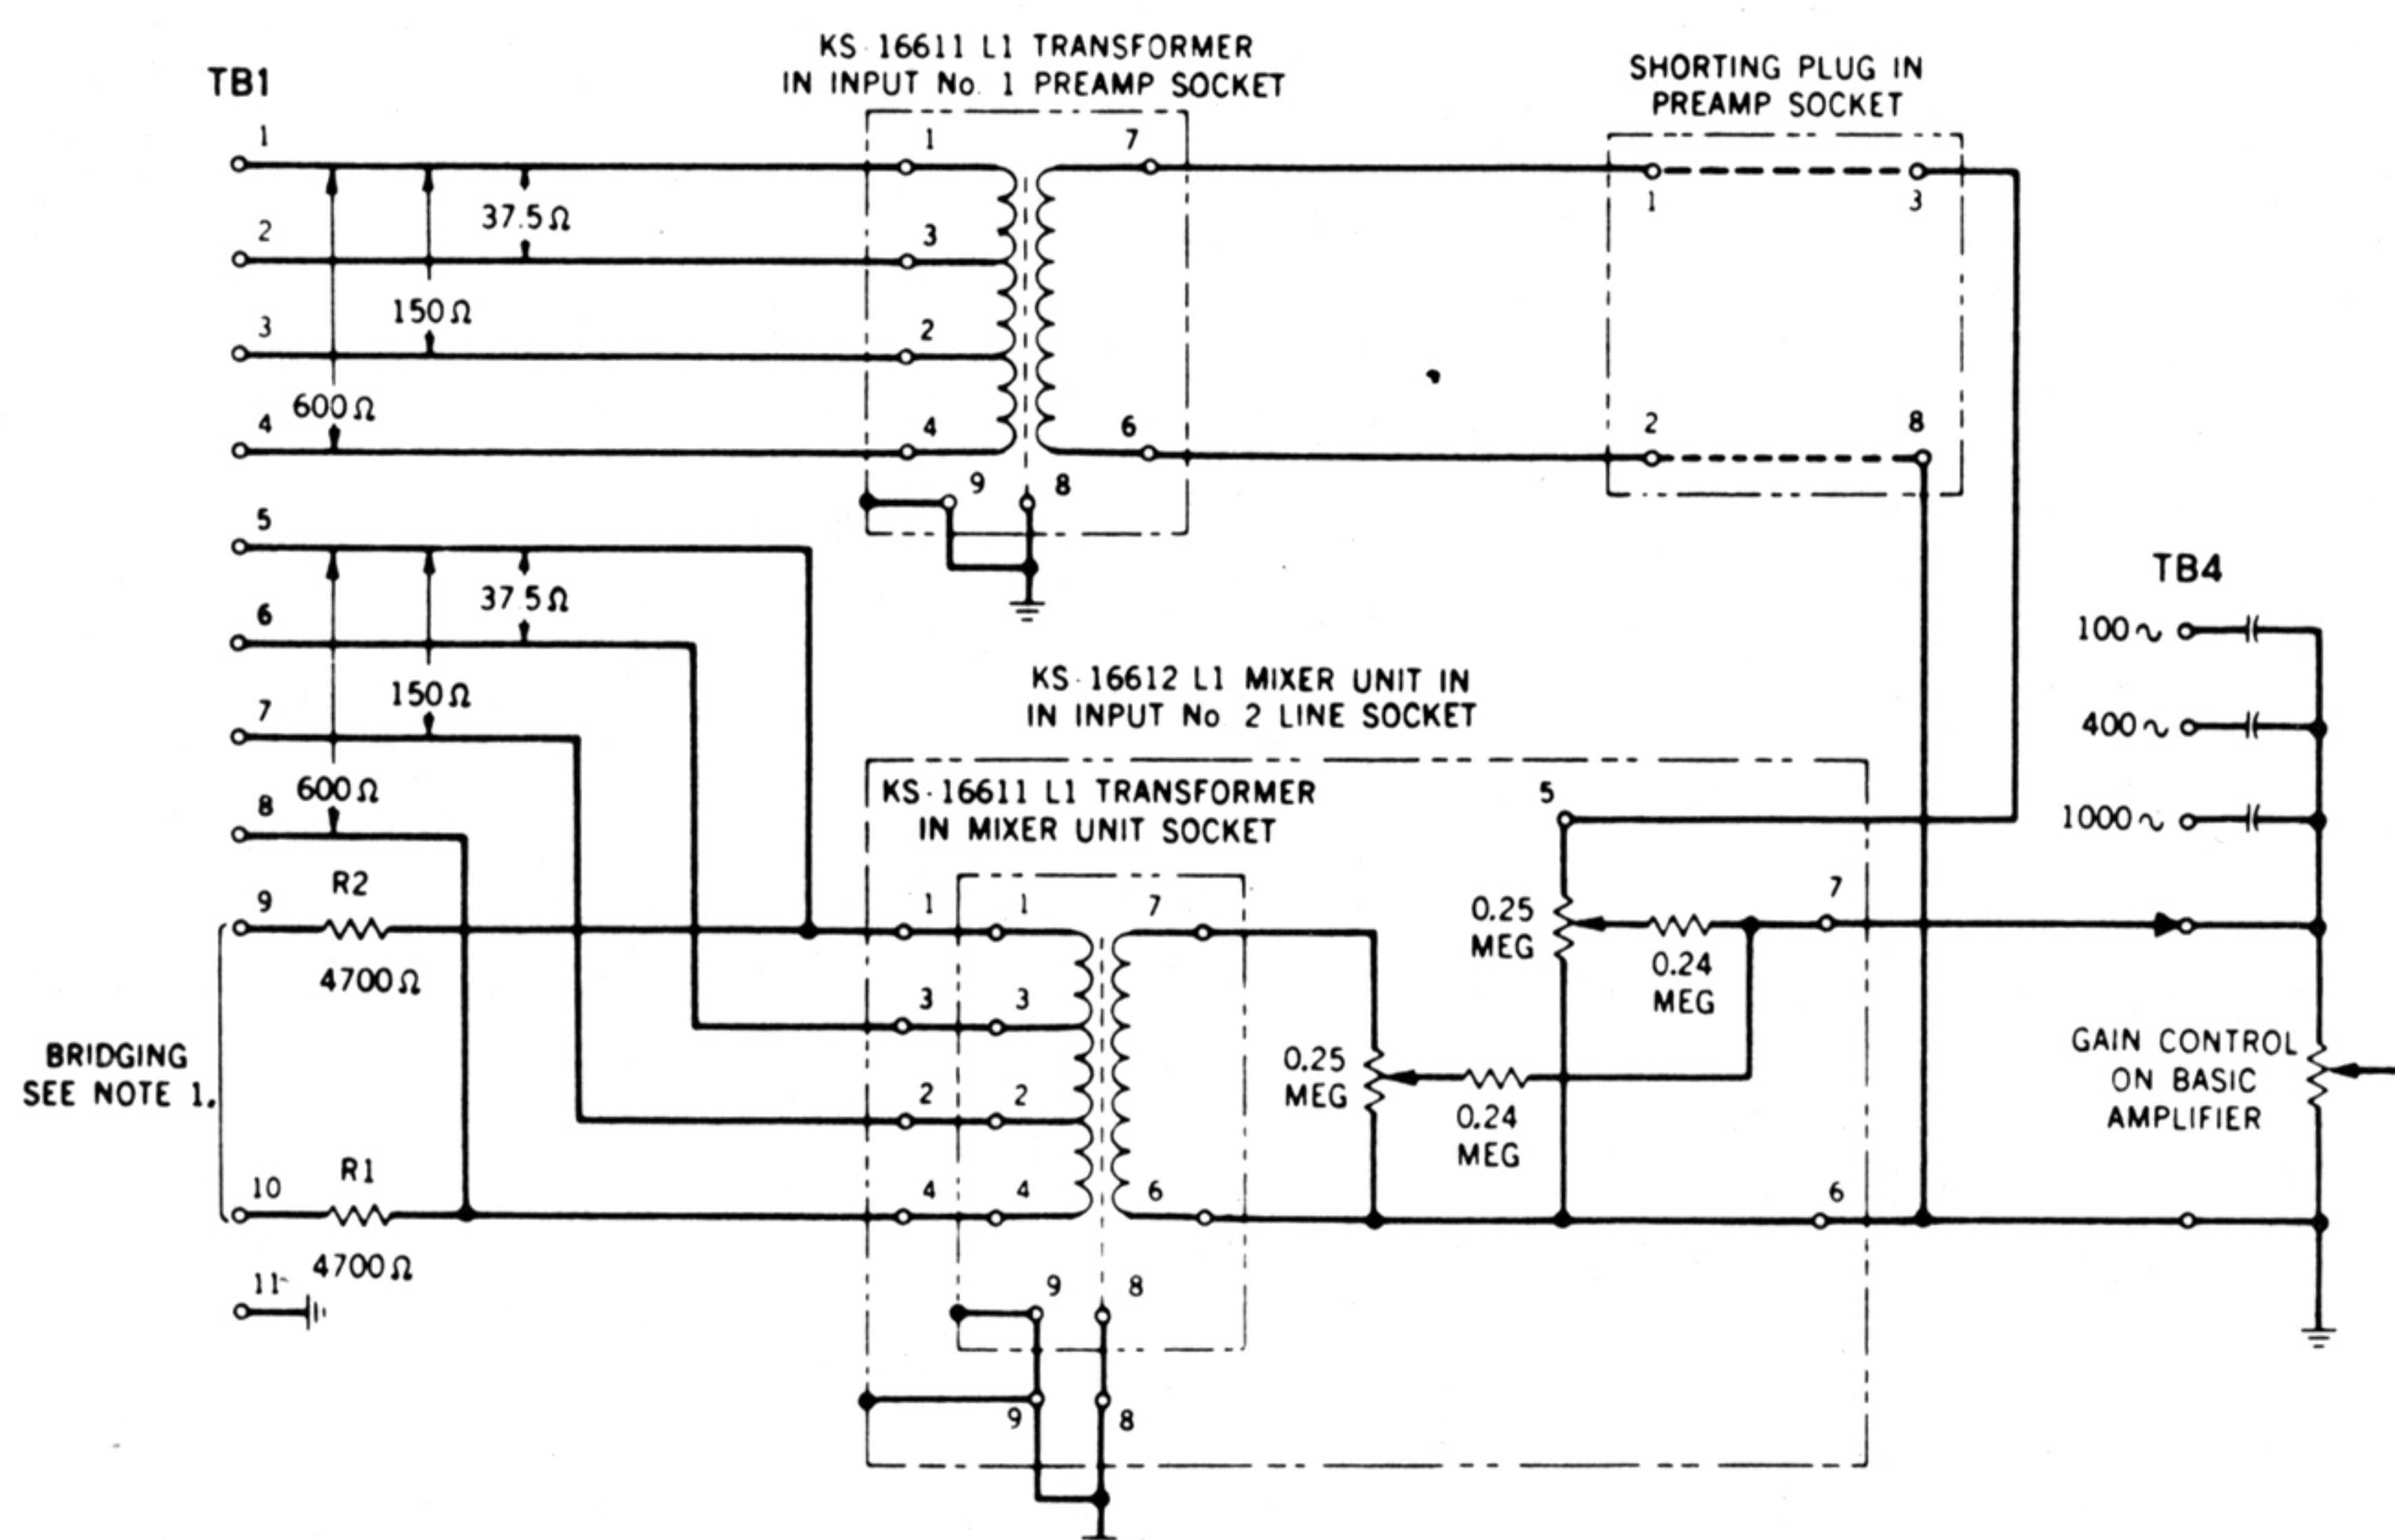 KS-16611 L1 TRANSFORMER
IN INPUT No. 1 PREAMP SOCKET
SHORTING PLUG IN
PREAMP SOCKET
TB1
1
2
3
4
37.5Ω
150Ω
600Ω
1
3
2
4
7
6
9
8
1
3
2
8
5
6
7
8
37.5Ω
150Ω
600Ω
TB4
100~
400~
1000~
KS-16612 L1 MIXER UNIT IN
IN INPUT No 2 LINE SOCKET
KS-16611 L1 TRANSFORMER
IN MIXER UNIT SOCKET
5
9
R2
4700Ω
1
1
7
3
3
2
2
4
4
6
0.25
MEG
0.24
MEG
7
0.25
MEG
0.24
MEG
6
GAIN CONTROL
ON BASIC
AMPLIFIER
BRIDGING
SEE NOTE 1.
10
R1
4700Ω
11
9
8
9
8